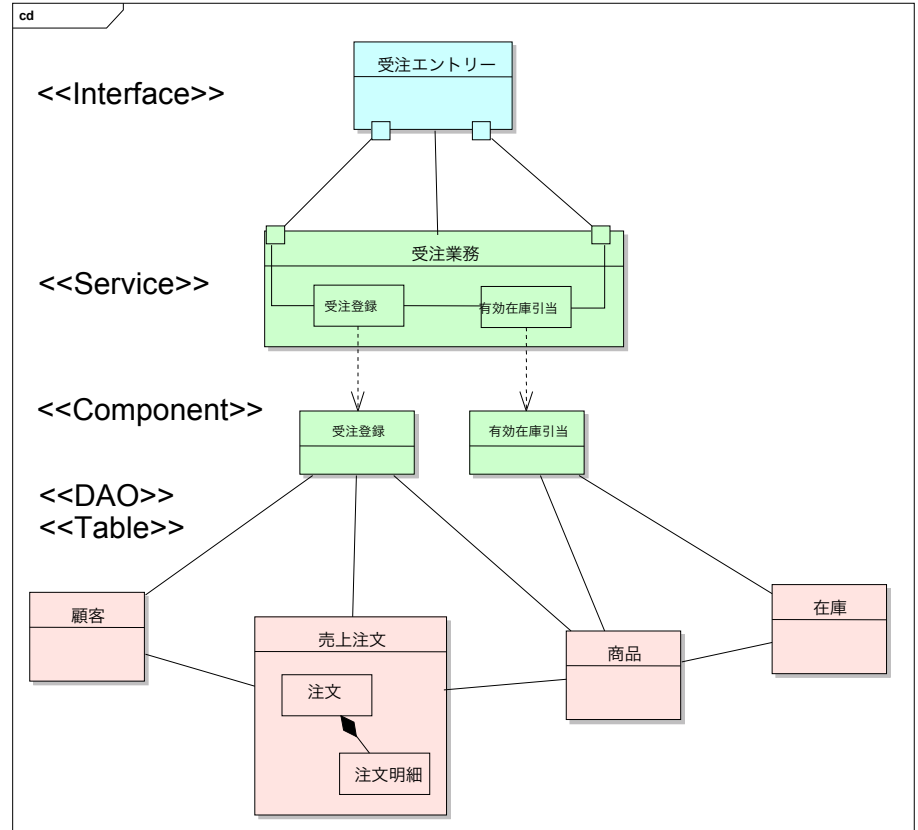 cd
受注エントリー
<<Interface>>
受注業務
<<Service>>
受注登録
有効在庫引当
<<Component>>
受注登録
有効在庫引当
<<DAO>>
<<Table>>
顧客
売上注文
商品
在庫
注文
注文明細